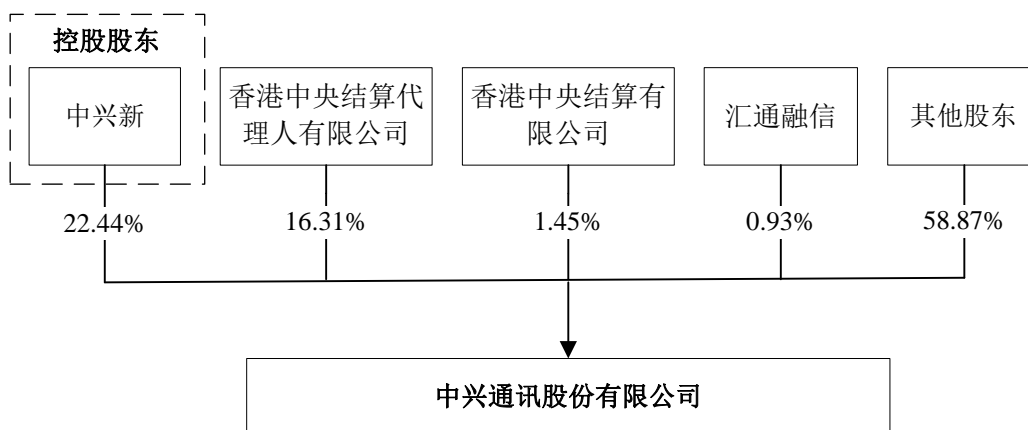 控股股东
中兴新
香港中央结算代
理人有限公司
香港中央结算有
限公司
汇通融信
其他股东
22.44%
16.31%
1.45%
0.93%
58.87%
中兴通讯股份有限公司